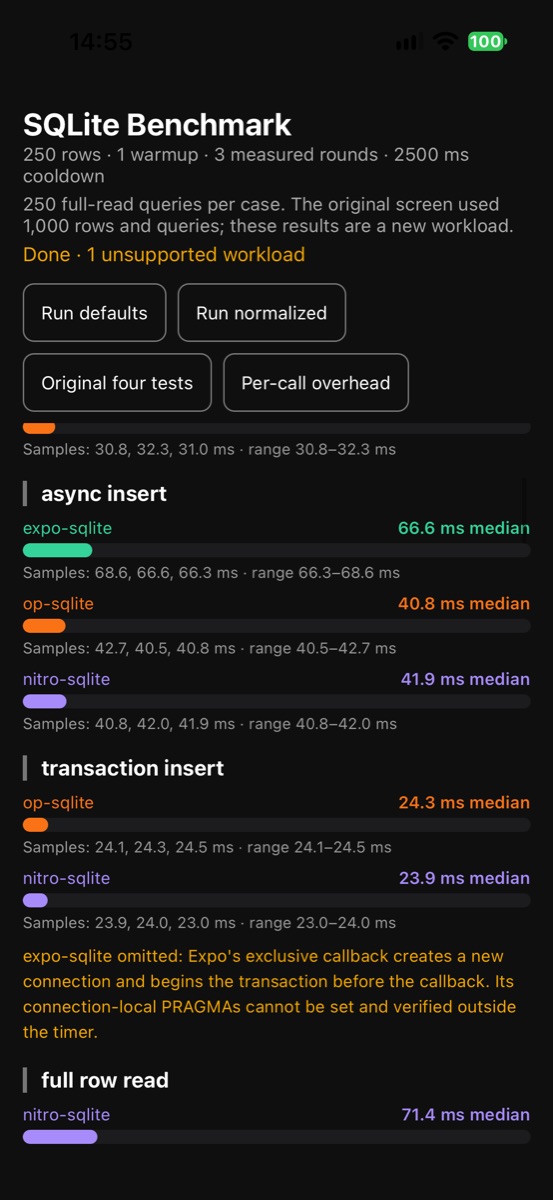 14:55
100
SQLite Benchmark
250 rows · 1 warmup · 3 measured rounds · 2500 ms
cooldown
250 full-read queries per case. The original screen used
1,000 rows and queries; these results are a new workload.
Done · 1 unsupported workload
Run defaults
Run normalized
Original four tests
Per-call overhead
Samples: 30.8, 32.3, 31.0 ms · range 30.8–32.3 ms
async insert
expo-sqlite 66.6 ms median
Samples: 68.6, 66.6, 66.3 ms · range 66.3–68.6 ms
op-sqlite 40.8 ms median
Samples: 42.7, 40.5, 40.8 ms · range 40.5–42.7 ms
nitro-sqlite 41.9 ms median
Samples: 40.8, 42.0, 41.9 ms · range 40.8–42.0 ms
transaction insert
op-sqlite 24.3 ms median
Samples: 24.1, 24.3, 24.5 ms · range 24.1–24.5 ms
nitro-sqlite 23.9 ms median
Samples: 23.9, 24.0, 23.0 ms · range 23.0–24.0 ms
expo-sqlite omitted: Expo's exclusive callback creates a new
connection and begins the transaction before the callback. Its
connection-local PRAGMAs cannot be set and verified outside
the timer.
full row read
nitro-sqlite 71.4 ms median